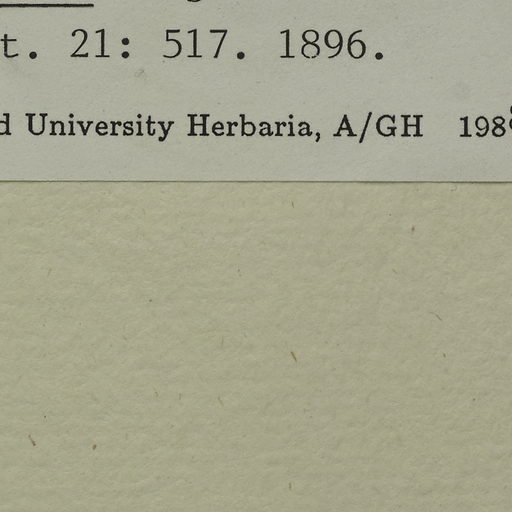 t. 21: 517. 1896.
d University Herbaria, A/GH 198